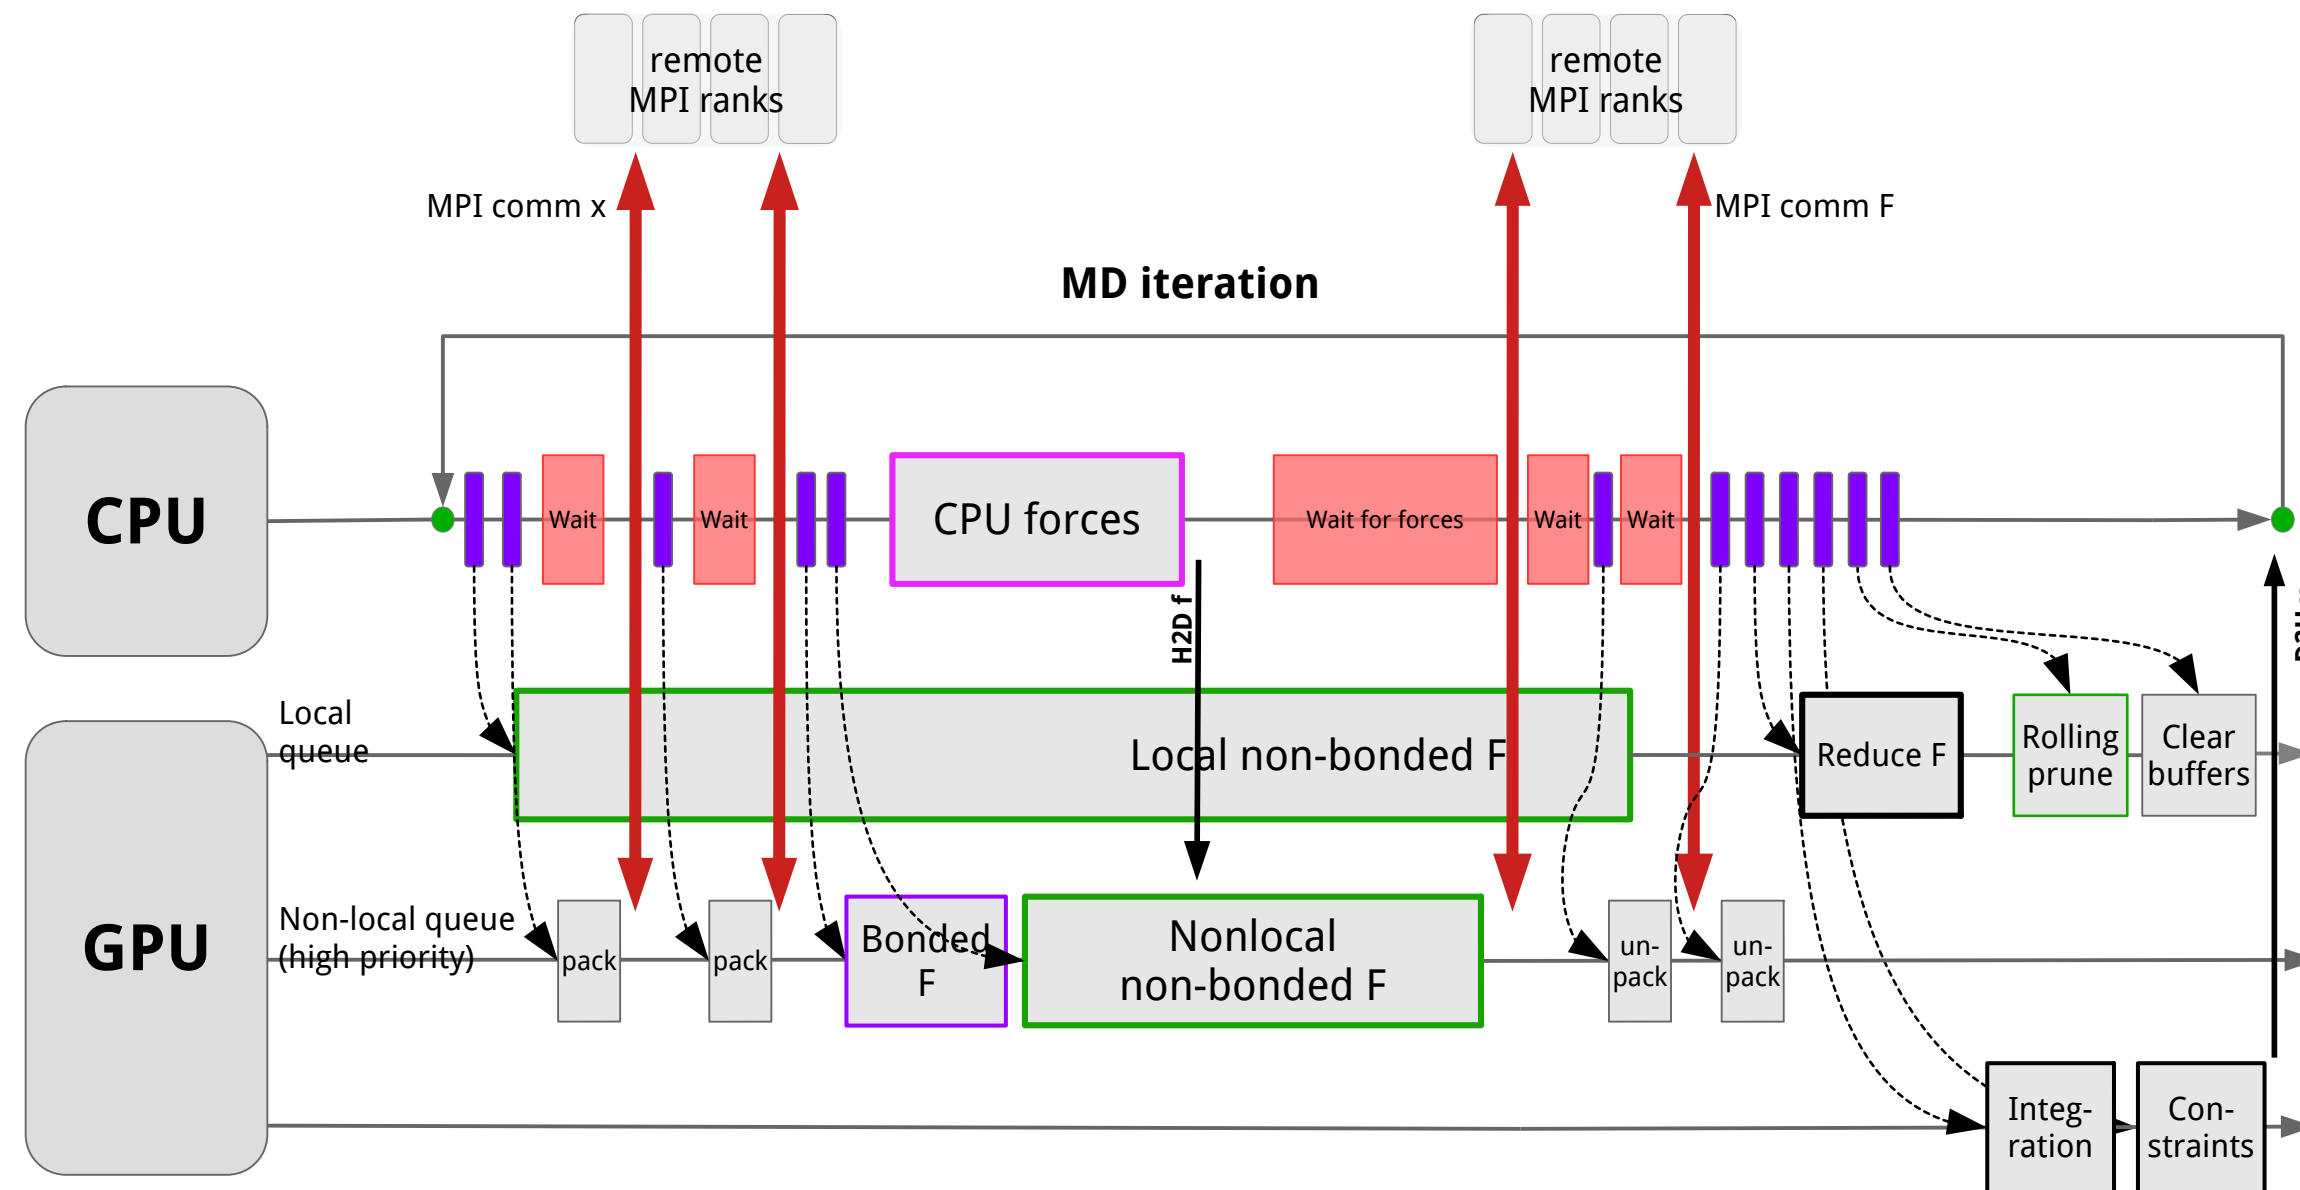 remote
MPI ranks
remote
MPI ranks
MPI comm x
MPI comm F
MD iteration
CPU
Wait
Wait
CPU forces
Wait for forces
Wait
Wait
H2D f
Local
queue
Local non-bonded F
Reduce F
Rolling
prune
Clear
buffers
GPU
Non-local queue
(high priority)
pack
pack
Bonded
F
Nonlocal
non-bonded F
un-
pack
un-
pack
Integ-
ration
Con-
straints